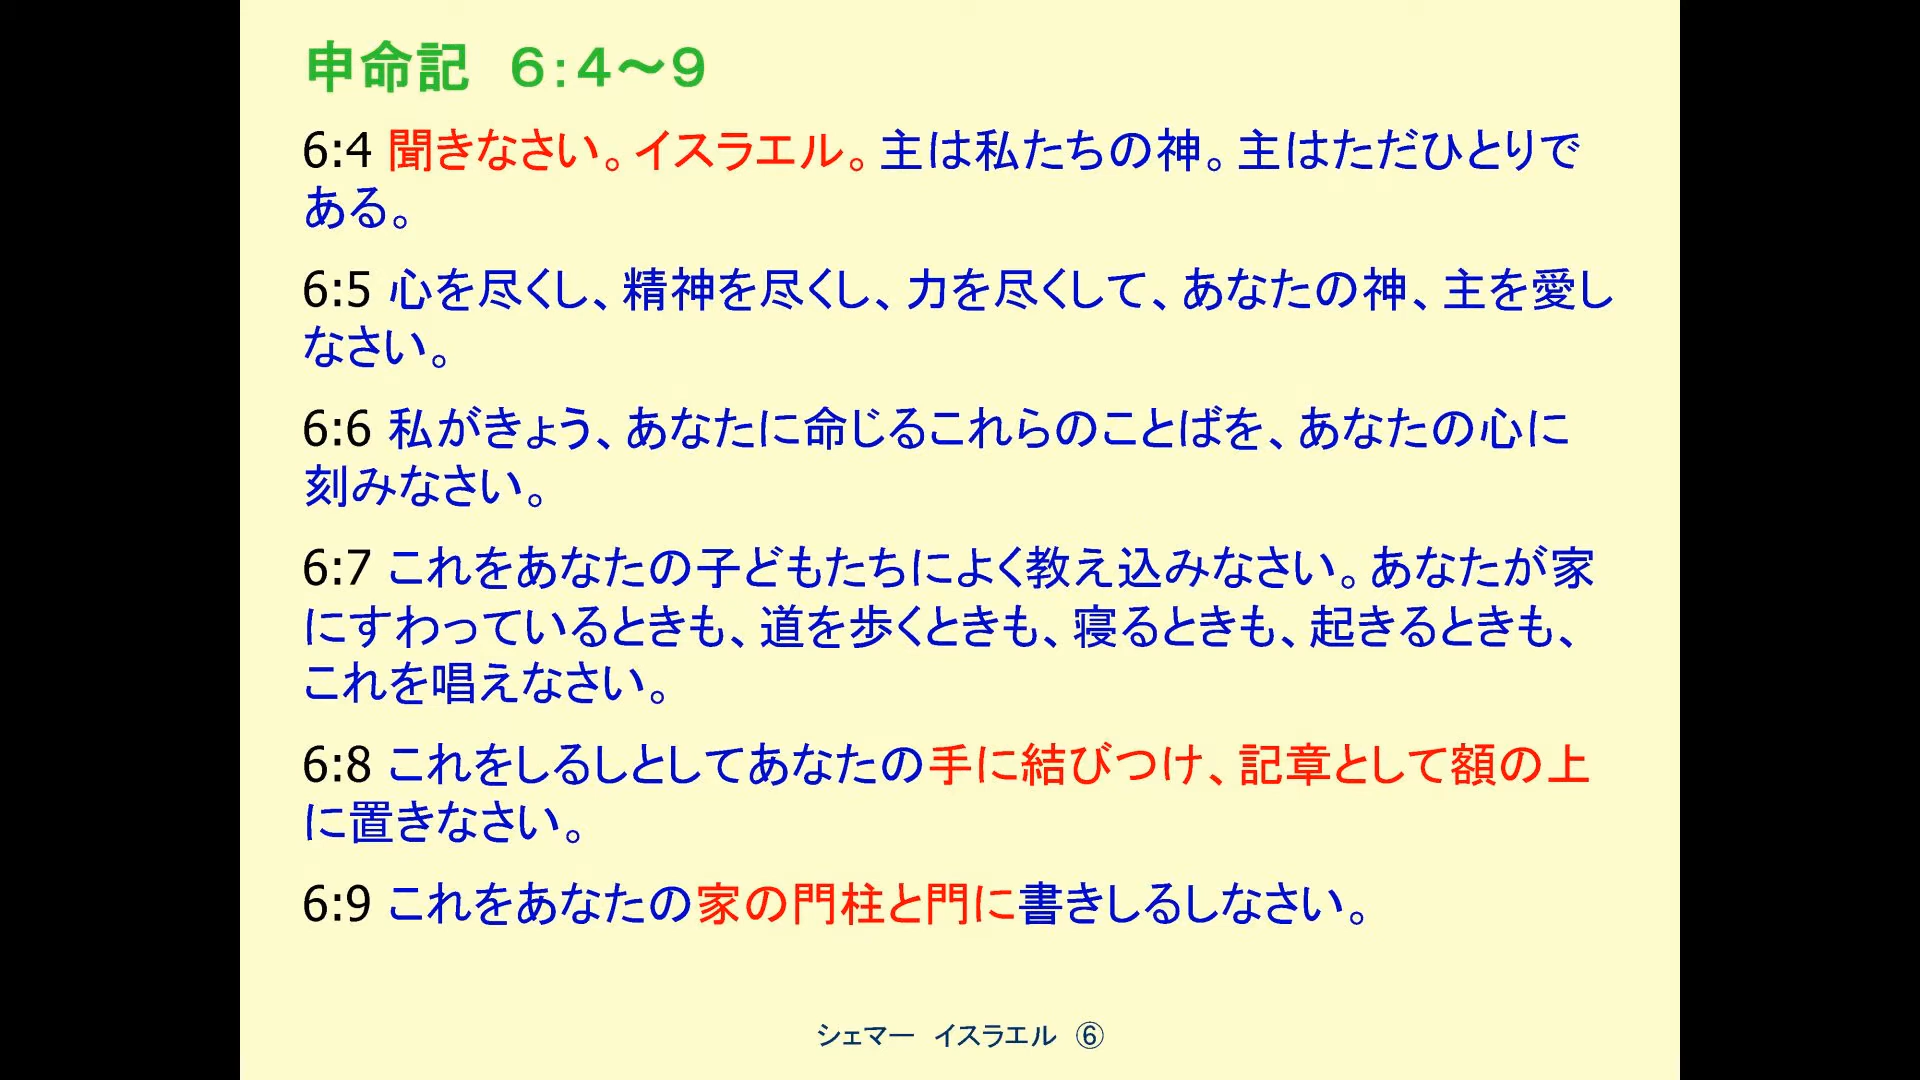 申命記　６：４～９
6:4 聞きなさい。イスラエル。主は私たちの神。主はただひとりで
ある。
6:5 心を尽くし、精神を尽くし、力を尽くして、あなたの神、主を愛し
なさい。
6:6 私がきょう、あなたに命じるこれらのことばを、あなたの心に
刻みなさい。
6:7 これをあなたの子どもたちによく教え込みなさい。あなたが家
にすわっているときも、道を歩くときも、寝るときも、起きるときも、
これを唱えなさい。
6:8 これをしるしとしてあなたの手に結びつけ、記章として額の上
に置きなさい。
6:9 これをあなたの家の門柱と門に書きしるしなさい。
シェマー　イスラエル　⑥